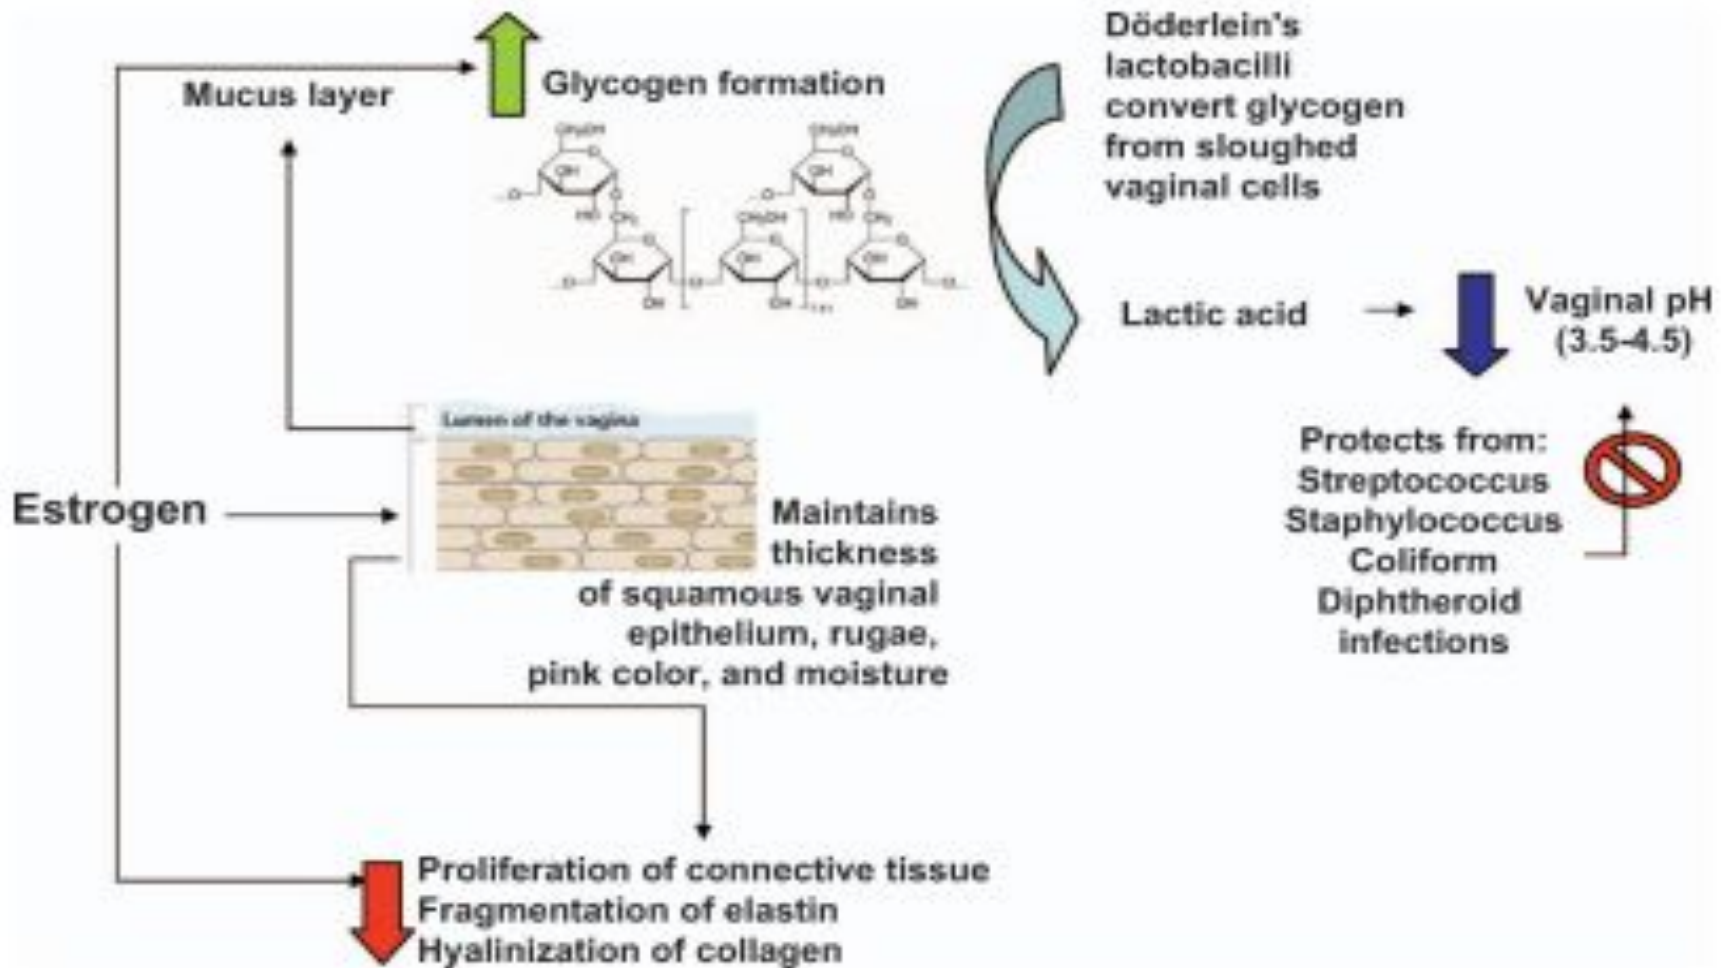 Mucus layer
Glycogen formation
Döderlein's
lactobacilli
convert glycogen
from sloughed
vaginal cells
Lactic acid
Vaginal pH
(3.5-4.5)
Lumen of the vagina
Estrogen
Maintains
thickness
of squamous vaginal
epithelium, rugae,
pink color, and moisture
Protects from:
Streptococcus
Staphylococcus
Coliform
Diphtheroid
infections
Proliferation of connective tissue
Fragmentation of elastin
Hyalinization of collagen